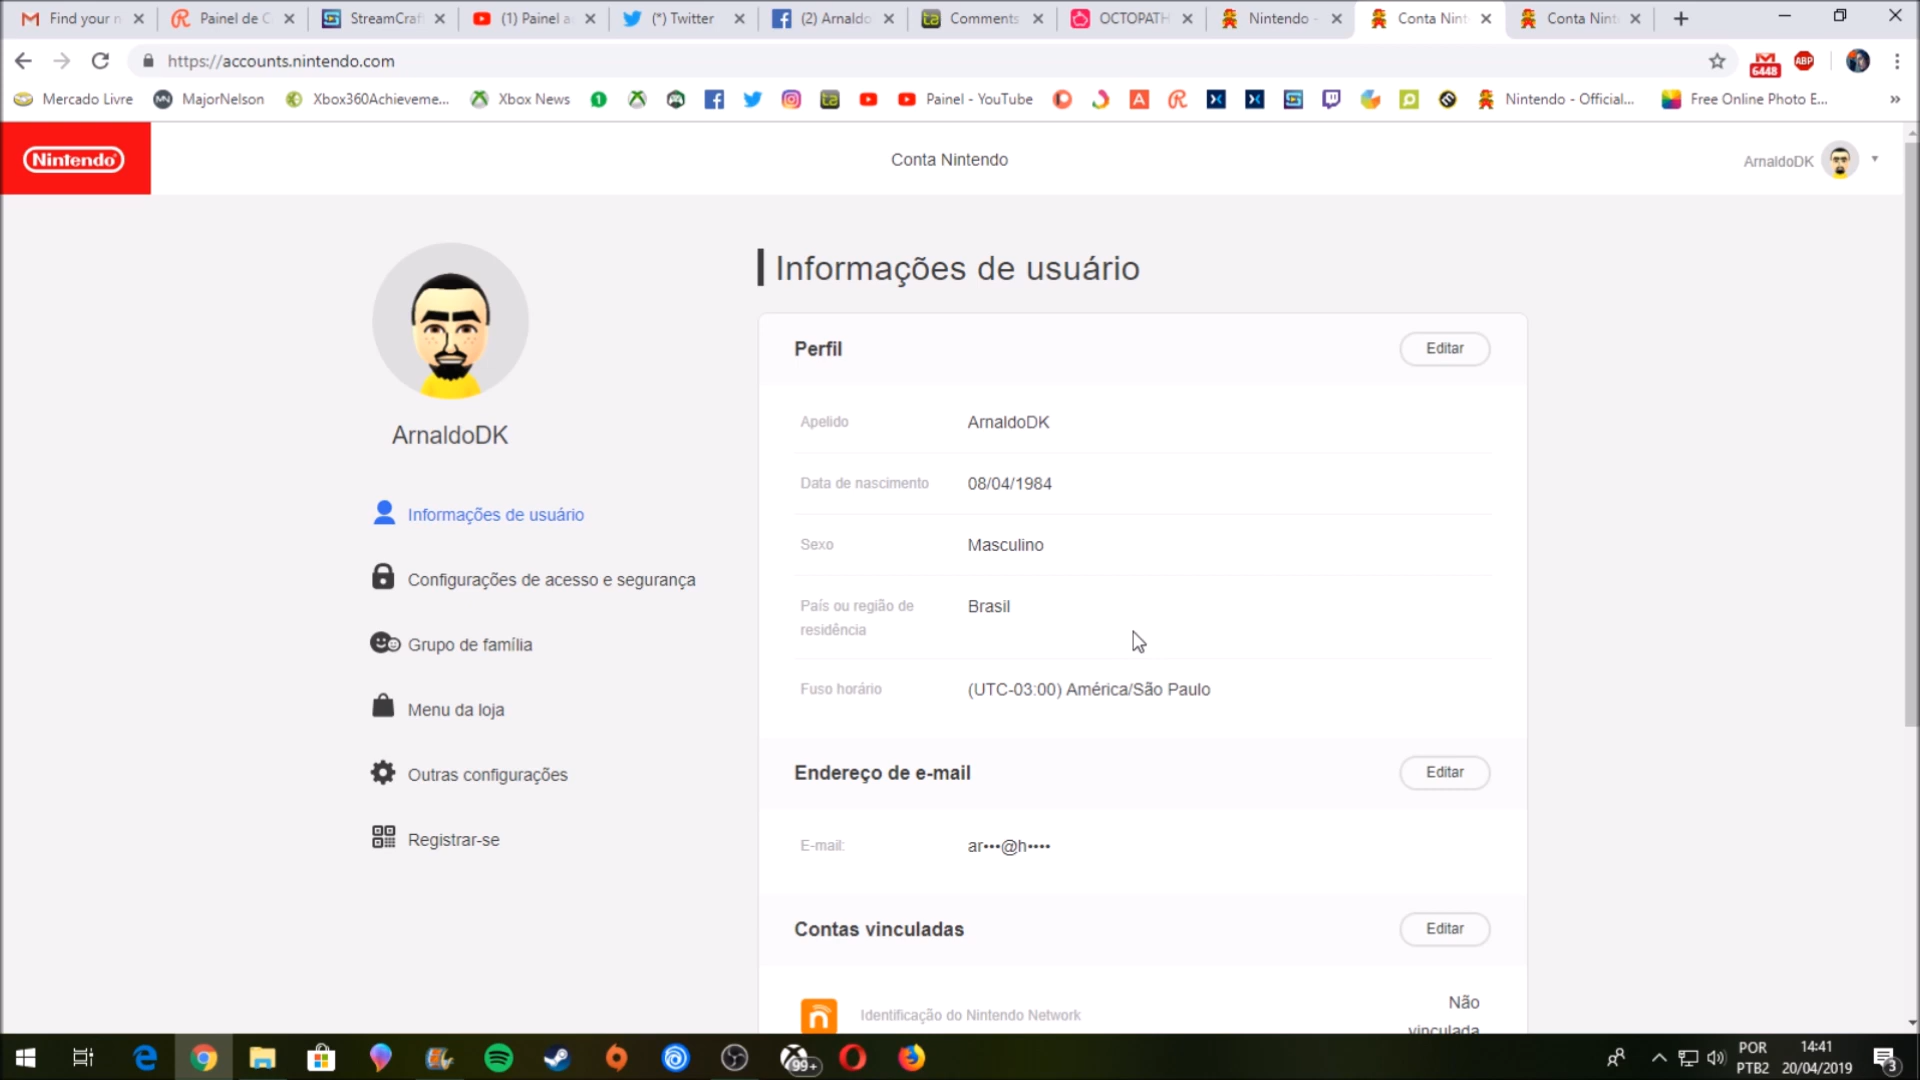 Find your n
Painel de C
StreamCraf
(1) Painel a
(*) Twitter
(2) Arnaldo
Comments
OCTOPATH
Nintendo -
Conta Nint
Conta Nint
https://accounts.nintendo.com
6448
ABP
Mercado Livre
MajorNelson
Xbox360Achieveme...
Xbox News
Painel - YouTube
Nintendo - Official...
Free Online Photo E...
»
Nintendo
Conta Nintendo
ArnaldoDK
ArnaldoDK
Informações de usuário
Configurações de acesso e segurança
Grupo de família
Menu da loja
Outras configurações
Registrar-se
Informações de usuário
Perfil
Editar
Apelido
ArnaldoDK
Data de nascimento
08/04/1984
Sexo
Masculino
País ou região de
residência
Brasil
Fuso horário
(UTC-03:00) América/São Paulo
Endereço de e-mail
Editar
E-mail:
ar•••@h••••
Contas vinculadas
Editar
Identificação do Nintendo Network
Não
vinculada
99+
POR
PTB2
14:41
20/04/2019
3